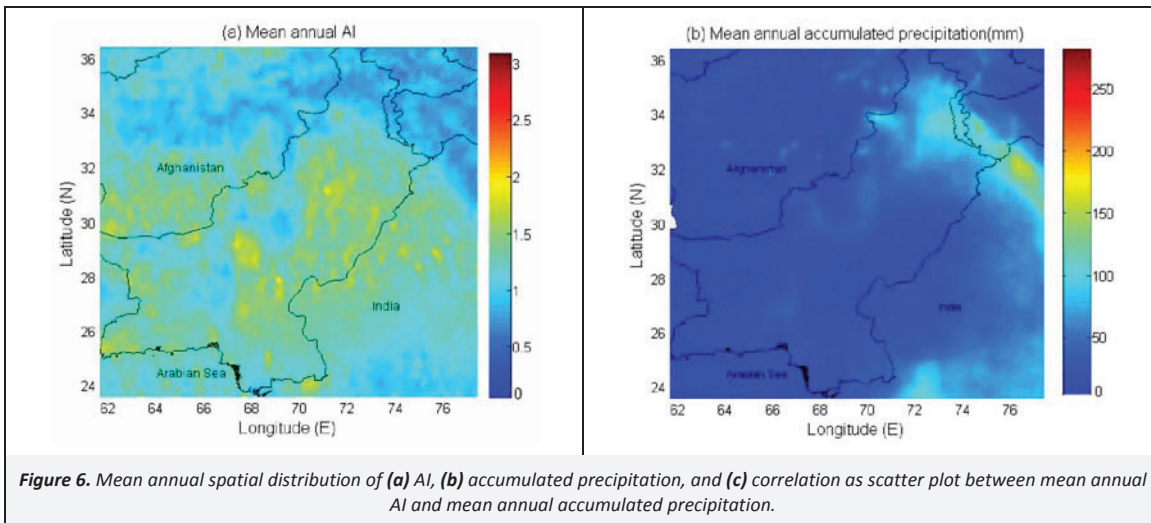 (a) Mean annual AI
36
34
32
30
28
26
24
Latitude (N)
Afghanistan
India
Arabian Sea
62 64 66 68 70 72 74 76
Longitude (E)
3
2.5
2
1.5
1
0.5
0
(b) Mean annual accumulated precipitation(mm)
36
34
32
30
28
26
24
Latitude (N)
Afghanistan
India
Arabian Sea
62 64 66 68 70 72 74 76
Longitude (E)
250
200
150
100
50
0
Figure 6. Mean annual spatial distribution of (a) AI, (b) accumulated precipitation, and (c) correlation as scatter plot between mean annual
AI and mean annual accumulated precipitation.